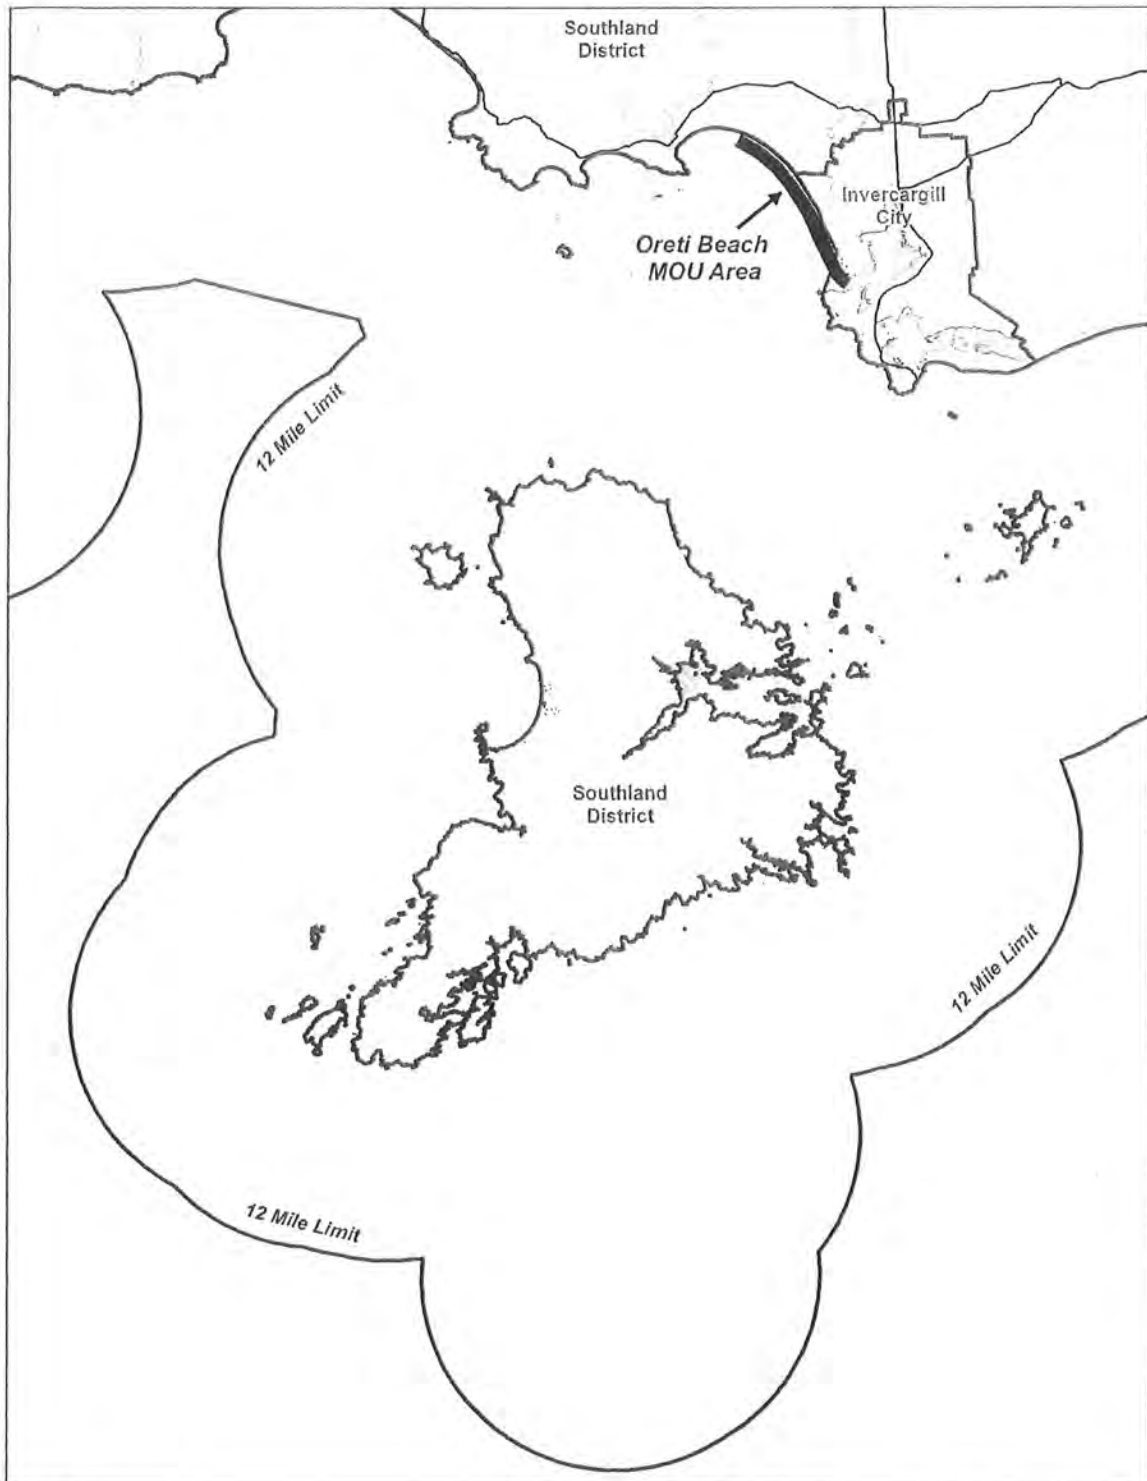 Southland
District
Invercargill
City
Oreti Beach
MOU Area
12 Mile Limit
Southland
District
12 Mile Limit
12 Mile Limit